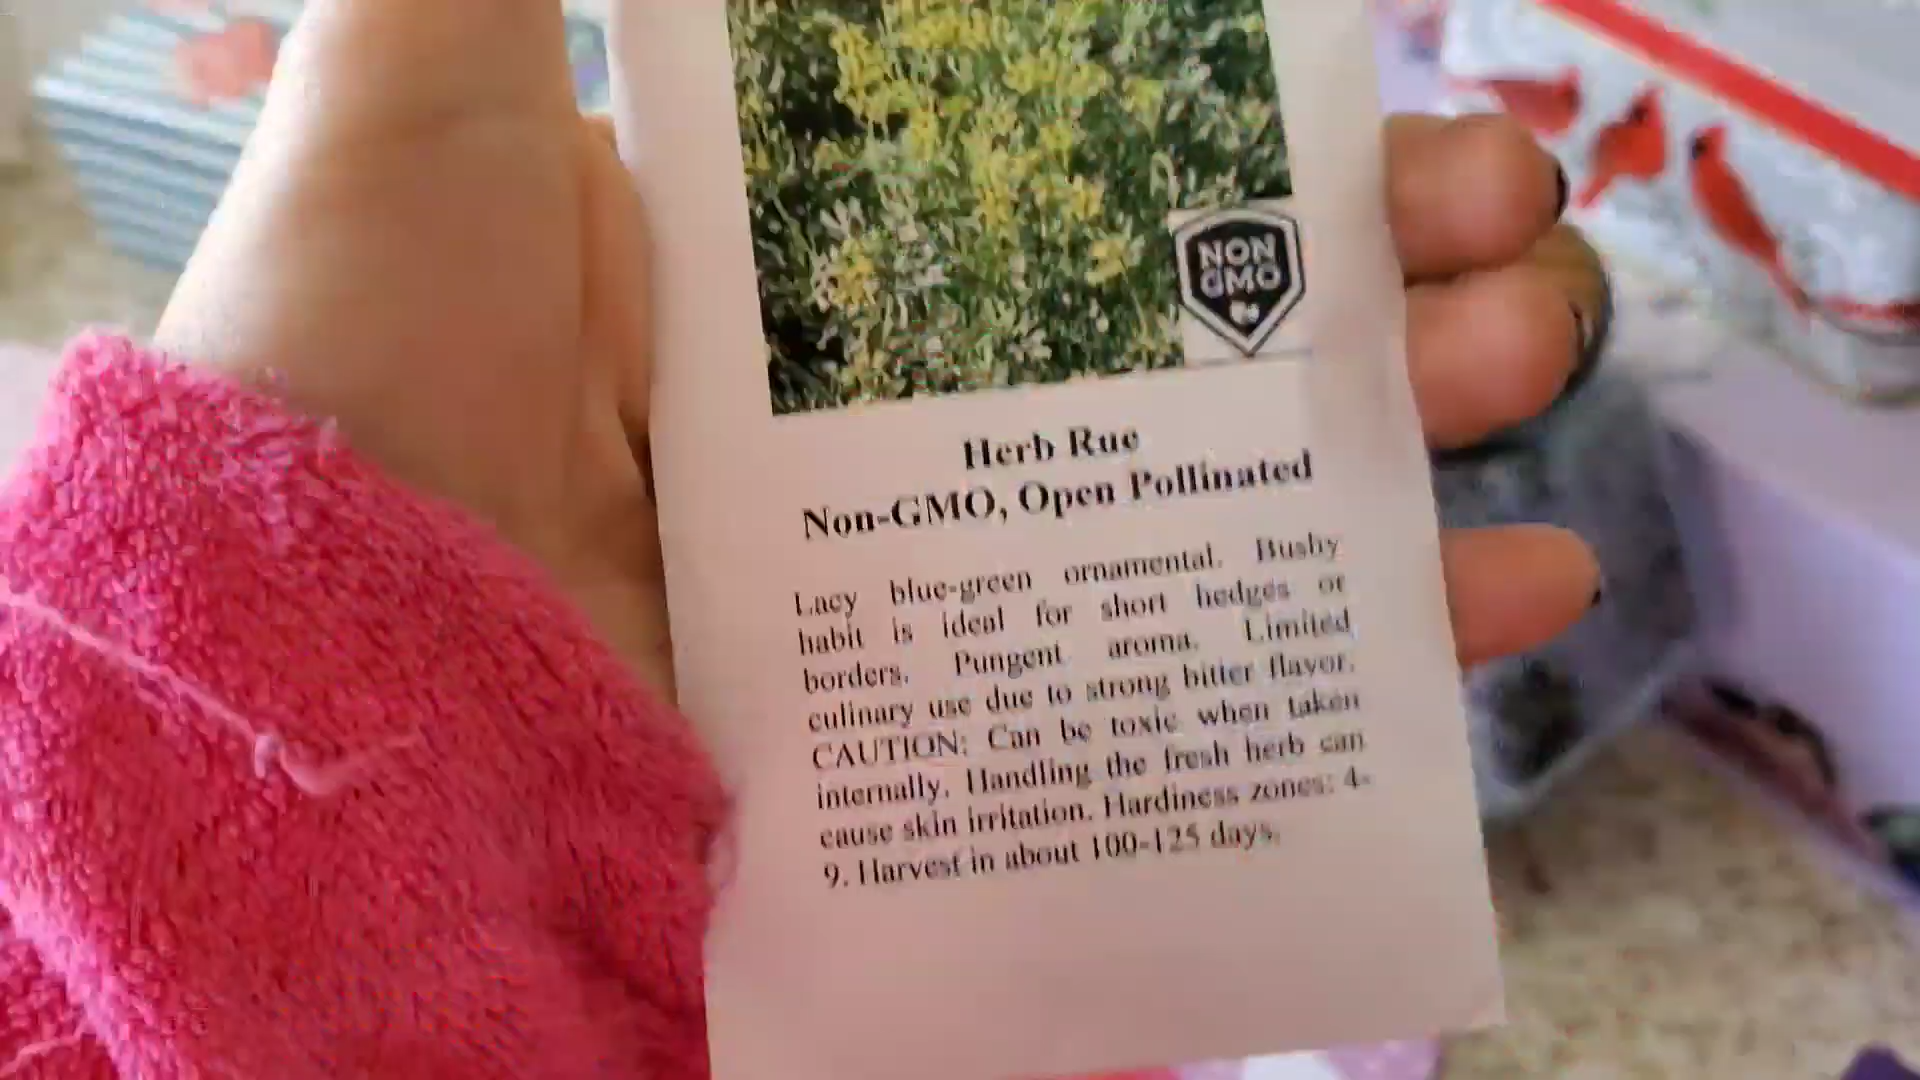 NON
GMO
Herb Rue
Non-GMO, Open Pollinated
Lacy blue-green ornamental. Bushy
habit is ideal for short hedges or
borders. Pungent aroma. Limited
culinary use due to strong bitter flavor.
CAUTION: Can be toxic when taken
internally. Handling the fresh herb can
cause skin irritation. Hardiness zones: 4-
9. Harvest in about 100-125 days.